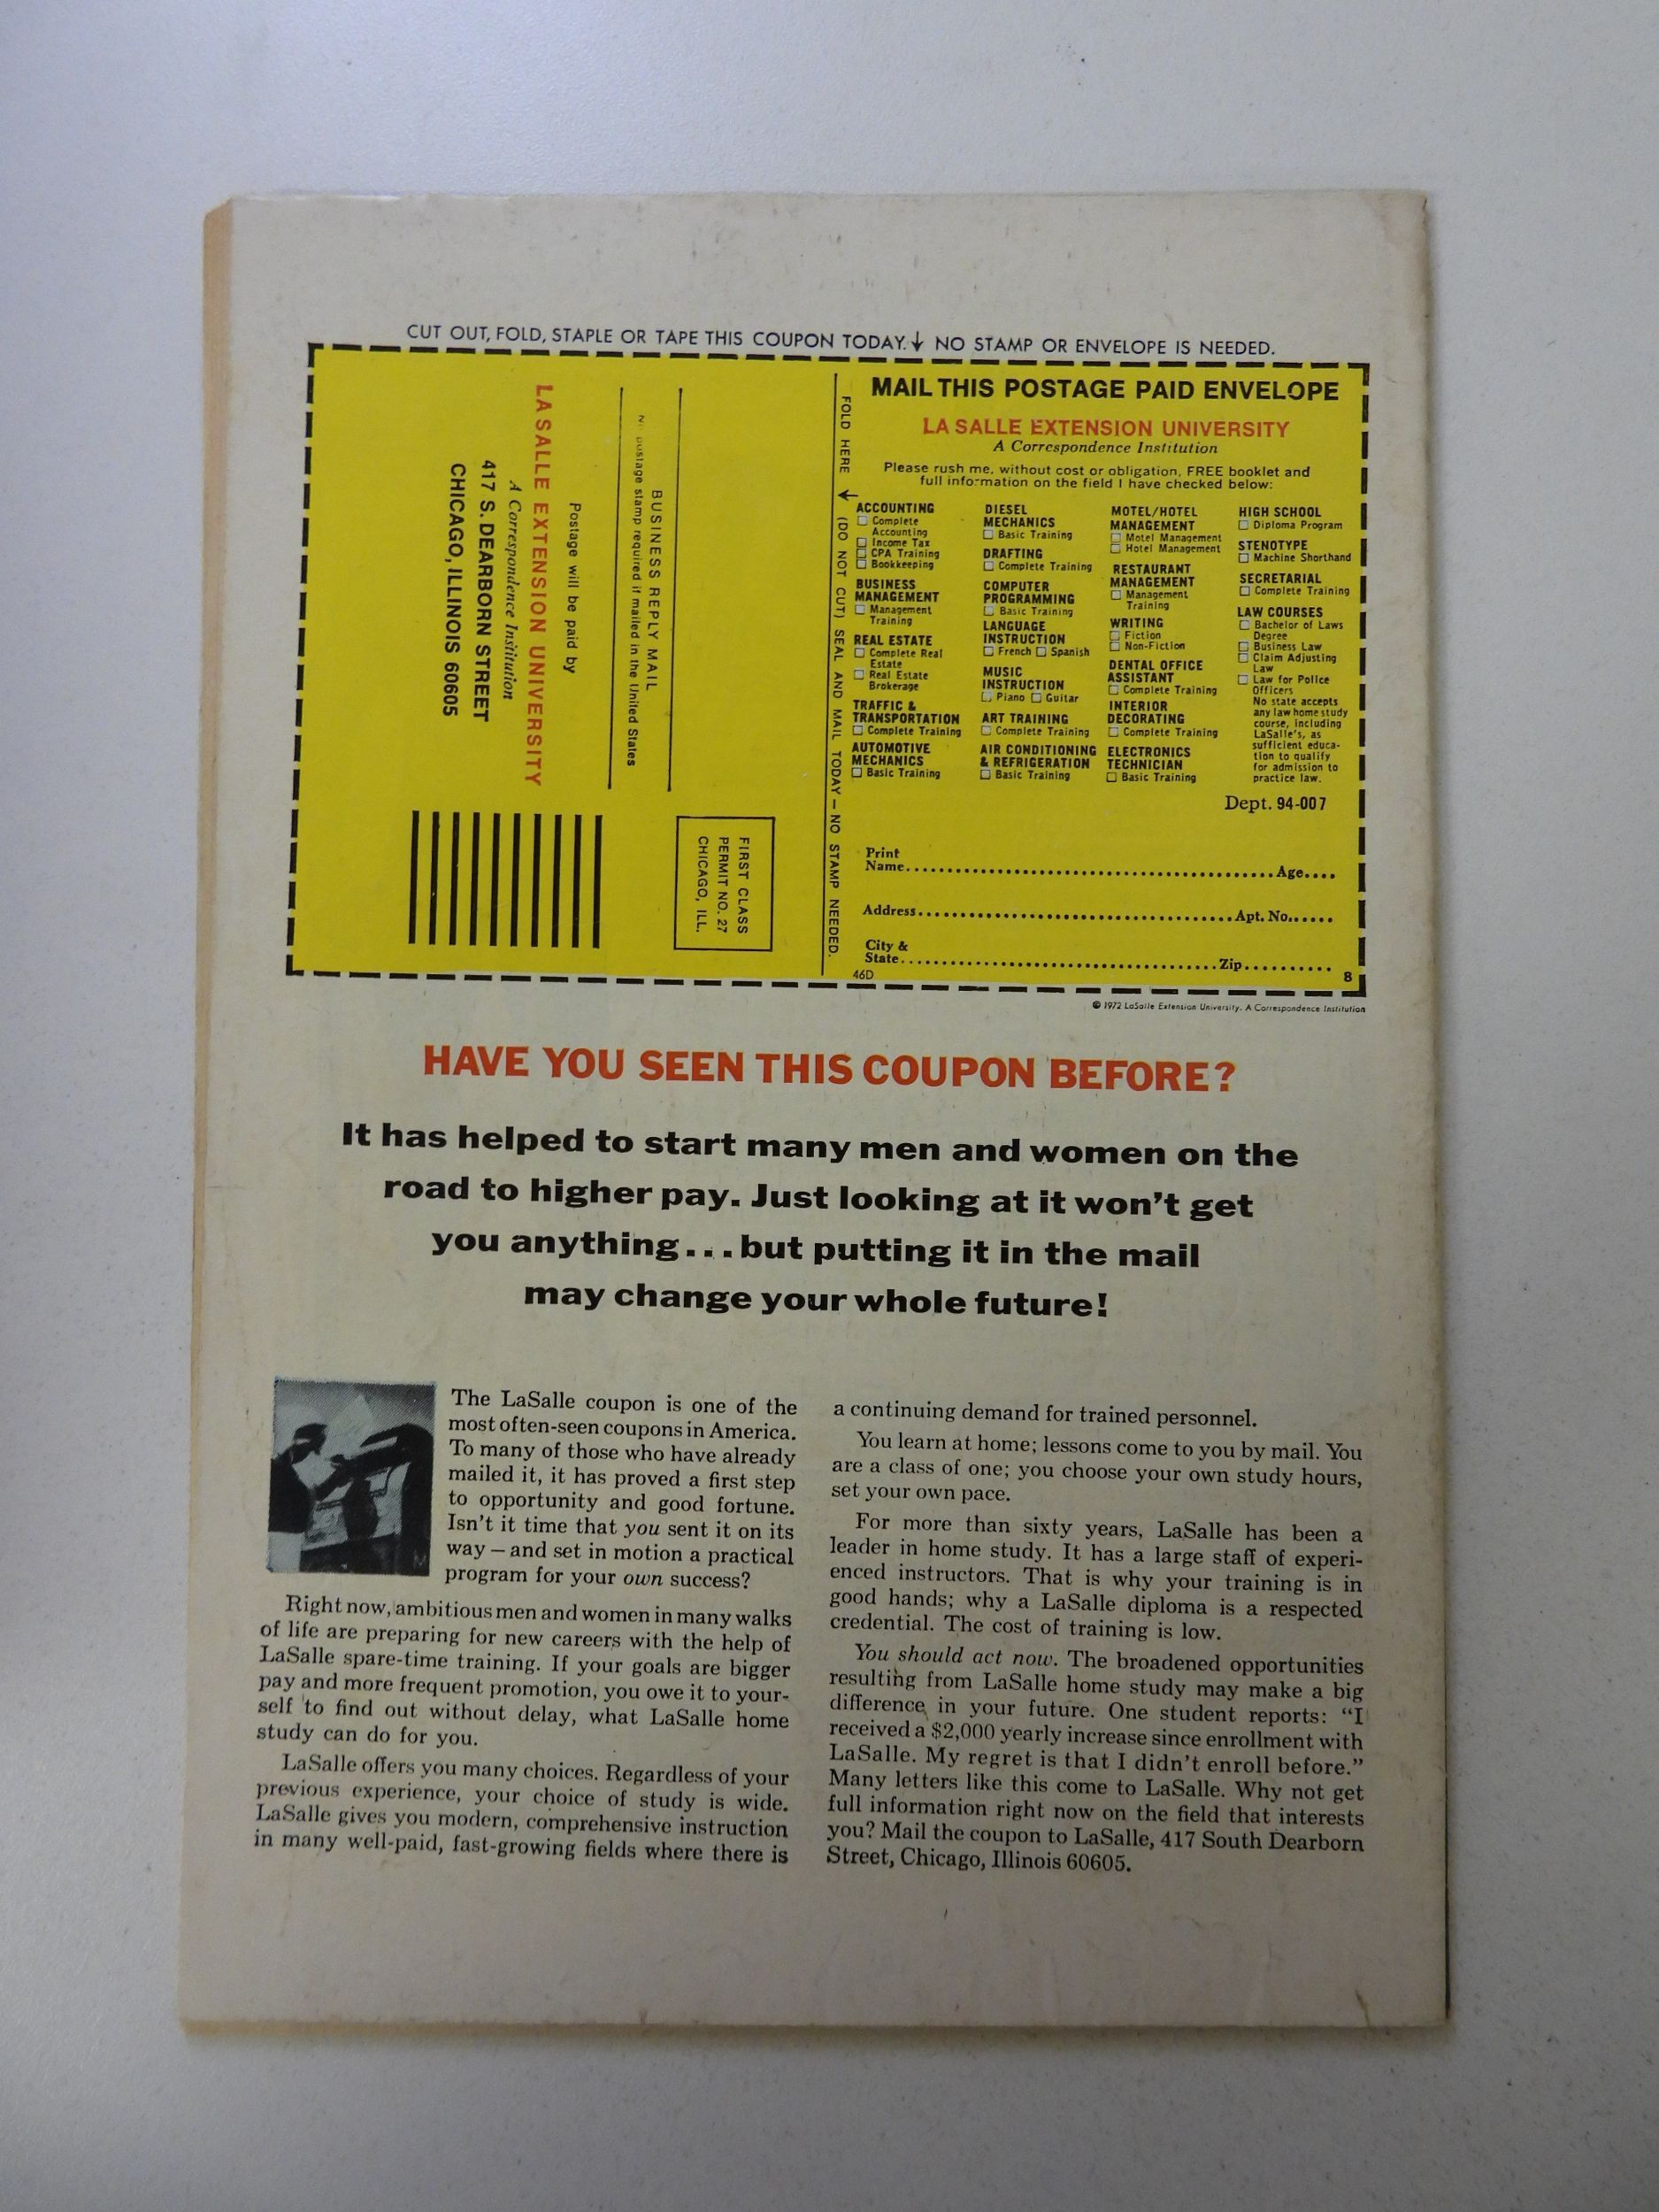 CUT OUT, FOLD, STAPLE OR TAPE THIS COUPON TODAY. ↓ NO STAMP OR ENVELOPE IS NEEDED.
BUSINESS REPLY MAIL
No postage stamp required if mailed in the United States
Postage will be paid by
LA SALLE EXTENSION UNIVERSITY
A Correspondence Institution
417 S. DEARBORN STREET
CHICAGO, ILLINOIS 60605
FIRST CLASS
PERMIT NO. 27
CHICAGO, ILL.
FOLD HERE → (DO NOT CUT) SEAL AND MAIL TODAY — NO STAMP NEEDED.
MAIL THIS POSTAGE PAID ENVELOPE
LA SALLE EXTENSION UNIVERSITY
A Correspondence Institution
Please rush me, without cost or obligation, FREE booklet and
full information on the field I have checked below:
ACCOUNTING
☐ Complete
Accounting
☐ Income Tax
☐ CPA Training
☐ Bookkeeping
BUSINESS
MANAGEMENT
☐ Management
Training
REAL ESTATE
☐ Complete Real
Estate
☐ Real Estate
Brokerage
TRAFFIC &
TRANSPORTATION
☐ Complete Training
AUTOMOTIVE
MECHANICS
☐ Basic Training
DIESEL
MECHANICS
☐ Basic Training
DRAFTING
☐ Complete Training
COMPUTER
PROGRAMMING
☐ Basic Training
LANGUAGE
INSTRUCTION
☐ French ☐ Spanish
MUSIC
INSTRUCTION
☐ Piano ☐ Guitar
ART TRAINING
☐ Complete Training
AIR CONDITIONING
& REFRIGERATION
☐ Basic Training
MOTEL/HOTEL
MANAGEMENT
☐ Motel Management
☐ Hotel Management
RESTAURANT
MANAGEMENT
☐ Management
Training
WRITING
☐ Fiction
☐ Non-Fiction
DENTAL OFFICE
ASSISTANT
☐ Complete Training
INTERIOR
DECORATING
☐ Complete Training
ELECTRONICS
TECHNICIAN
☐ Basic Training
HIGH SCHOOL
☐ Diploma Program
STENOTYPE
☐ Machine Shorthand
SECRETARIAL
☐ Complete Training
LAW COURSES
☐ Bachelor of Laws
Degree
☐ Business Law
☐ Claim Adjusting
Law
☐ Law for Police
Officers
No state accepts
any law home study
course, including
LaSalle's, as
sufficient educa-
tion to qualify
for admission to
practice law.
Dept. 94-007
Print
Name.......... Age....
Address.......... Apt. No......
City &
State.......... Zip..........
46D 8
© 1972 LaSalle Extension University. A Correspondence Institution
HAVE YOU SEEN THIS COUPON BEFORE?
It has helped to start many men and women on the
road to higher pay. Just looking at it won't get
you anything...but putting it in the mail
may change your whole future!
The LaSalle coupon is one of the
most often-seen coupons in America.
To many of those who have already
mailed it, it has proved a first step
to opportunity and good fortune.
Isn't it time that you sent it on its
way – and set in motion a practical
program for your own success?
Right now, ambitious men and women in many walks
of life are preparing for new careers with the help of
LaSalle spare-time training. If your goals are bigger
pay and more frequent promotion, you owe it to your-
self to find out without delay, what LaSalle home
study can do for you.
LaSalle offers you many choices. Regardless of your
previous experience, your choice of study is wide.
LaSalle gives you modern, comprehensive instruction
in many well-paid, fast-growing fields where there is
a continuing demand for trained personnel.
You learn at home; lessons come to you by mail. You
are a class of one; you choose your own study hours,
set your own pace.
For more than sixty years, LaSalle has been a
leader in home study. It has a large staff of experi-
enced instructors. That is why your training is in
good hands; why a LaSalle diploma is a respected
credential. The cost of training is low.
You should act now. The broadened opportunities
resulting from LaSalle home study may make a big
difference in your future. One student reports: "I
received a $2,000 yearly increase since enrollment with
LaSalle. My regret is that I didn't enroll before."
Many letters like this come to LaSalle. Why not get
full information right now on the field that interests
you? Mail the coupon to LaSalle, 417 South Dearborn
Street, Chicago, Illinois 60605.